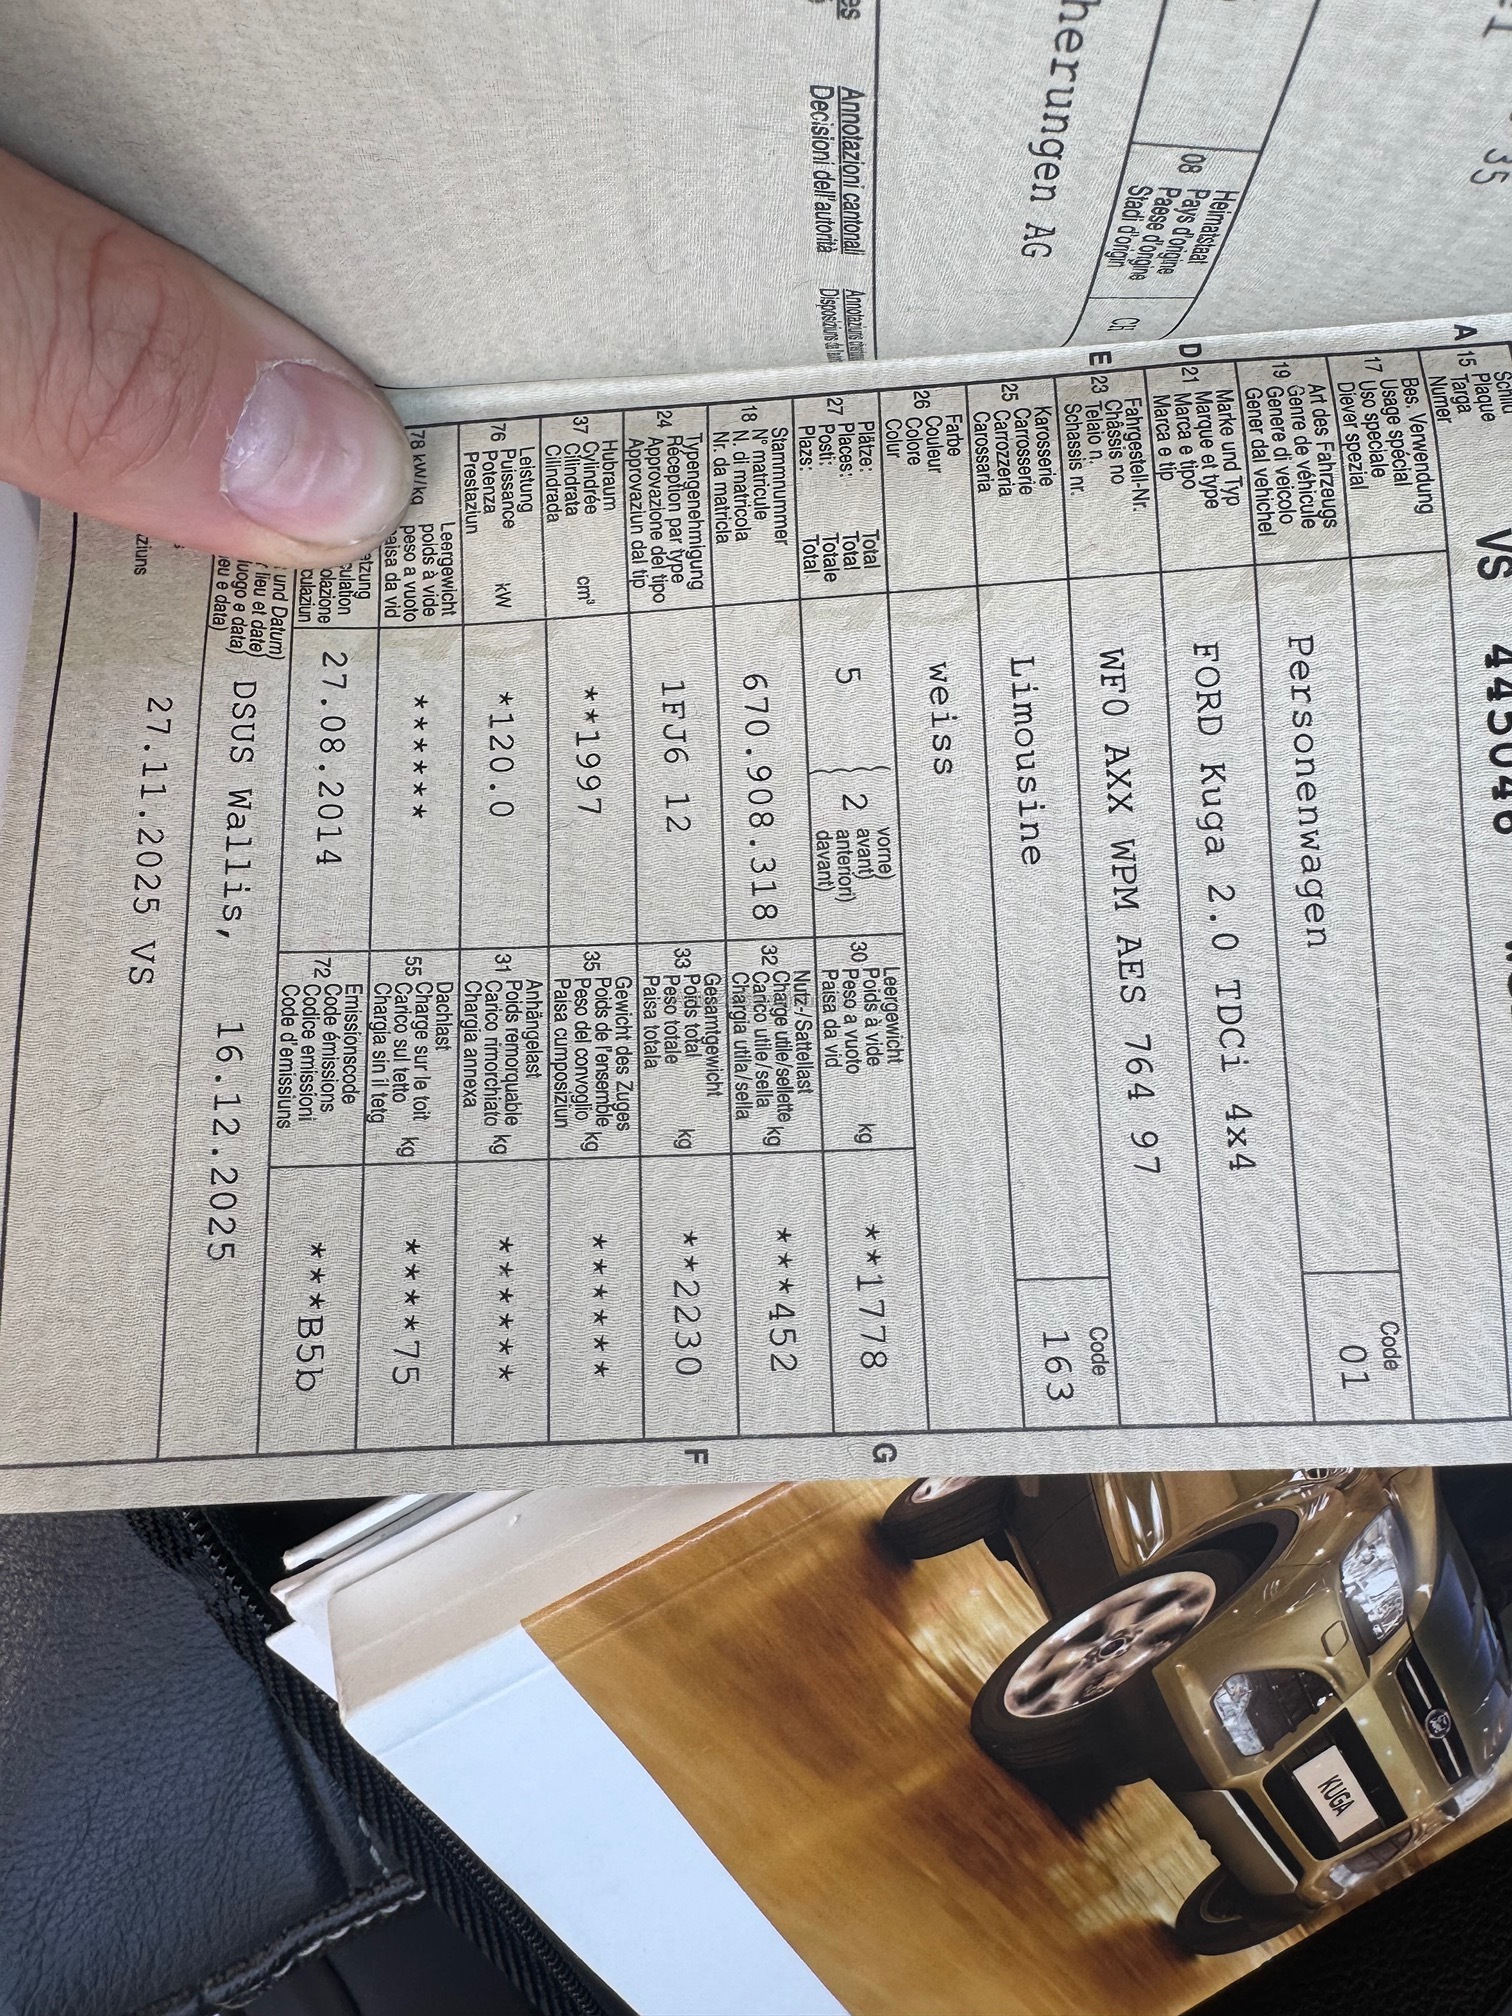 35
herungen AG
Heimatstaat
08 Pays d'origine
Paese d'origine
Stadi d'origin
CH
Annotazioni cantonali
Decisioni dell'autorità
Plaque
A 15 Targa
Numer
VS
Bes. Verwendung
Usage spécial
17 Uso speciale
Diever spezial
Art des Fahrzeugs
Genre de véhicule
19 Genere di veicolo
Gener dal vehichel
Personenwagen
Code
01
Marke und Typ
D 21 Marque et type
Marca e tipo
Marca e tip
FORD Kuga 2.0 TDCi 4x4
Fahrgestell-Nr.
E 23 Châssis no
Telaio n.
Schassis nr.
WF0 AXX WPM AES 764 97
Karosserie
25 Carrosserie
Carrozzeria
Carossaria
Limousine
Code
163
Farbe
26 Couleur
Colore
Colur
weiss
Plätze: Total
27 Places: Total
Posti: Totale
Plazs: Total
5
2
vorne)
avant)
anteriori)
davant)
Leergewicht
30 Poids à vide
Peso a vuoto kg
Paisa da vid
**1778
G
Stammnummer
18 N° matricule
N. di matricola
Nr. da matricla
670.908.318
Nutz-/Sattellast
32 Charge utile/sellette kg
Carico utile/sella
Chargia utila/sella
***452
Typengenehmigung
24 Réception par type
Approvazione del tipo
Approvaziun dal tip
1FJ6 12
Gesamtgewicht
33 Poids total
Peso totale kg
Paisa totala
**2230
F
Hubraum
37 Cylindrée
Cilindrata cm³
Cilindrada
**1997
Gewicht des Zuges
35 Poids de l'ensemble kg
Peso del convoglio
Paisa cumposiziun
******
Leistung
76 Puissance
Potenza kW
Prestaziun
*120.0
Anhängelast
31 Poids remorquable kg
Carico rimorchiato
Chargia annexa
******
Leergewicht
78 kW/kg poids à vide
peso a vuoto
paisa da vid
******
Dachlast
55 Charge sur le toit
Carico sul tetto kg
Chargia sin il tetg
****75
27.08.2014
Emissionscode
72 Code émissions
Codice emissioni
Code d'emissiuns
***B5b
und Datum)
lieu et date)
luogo e data)
DSUS Wallis, 16.12.2025
27.11.2025 VS
KUGA